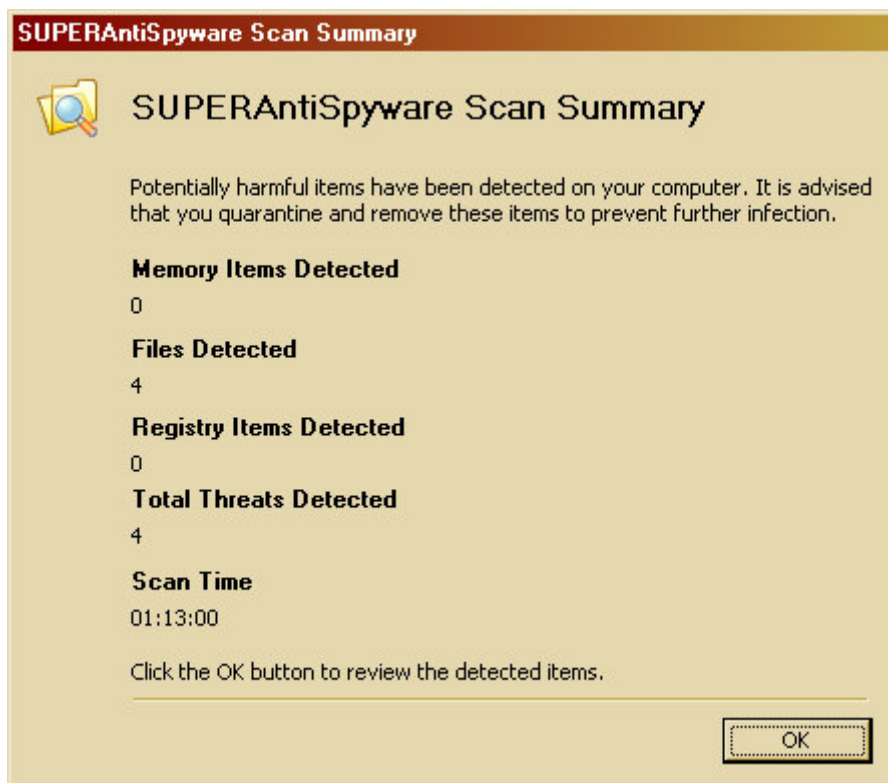 SUPERAntiSpyware Scan Summary
SUPERAntiSpyware Scan Summary
Potentially harmful items have been detected on your computer. It is advised
that you quarantine and remove these items to prevent further infection.
Memory Items Detected
0
Files Detected
4
Registry Items Detected
0
Total Threats Detected
4
Scan Time
01:13:00
Click the OK button to review the detected items.
OK